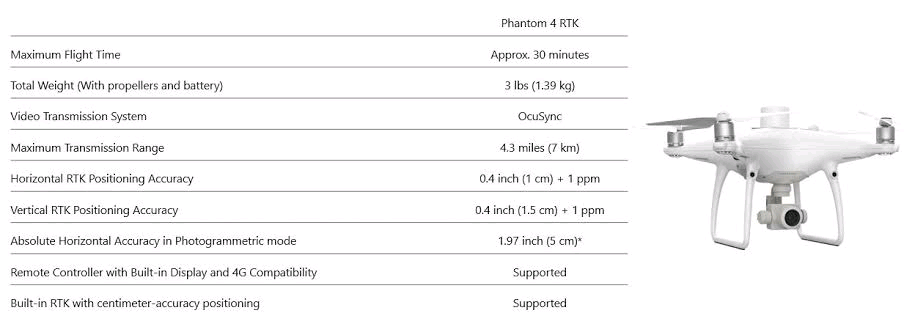 Phantom 4 RTK
Maximum Flight Time Approx. 30 minutes
Total Weight (With propellers and battery) 3 lbs (1.39 kg)
Video Transmission System OcuSync
Maximum Transmission Range 4.3 miles (7 km)
Horizontal RTK Positioning Accuracy 0.4 inch (1 cm) + 1 ppm
Vertical RTK Positioning Accuracy 0.4 inch (1.5 cm) + 1 ppm
Absolute Horizontal Accuracy in Photogrammetric mode 1.97 inch (5 cm)*
Remote Controller with Built-in Display and 4G Compatibility Supported
Built-in RTK with centimeter-accuracy positioning Supported